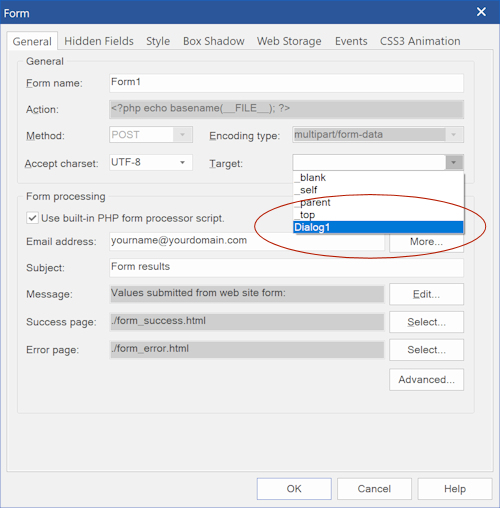 Form
General Hidden Fields Style Box Shadow Web Storage Events CSS3 Animation
General
Form name: Form1
Action: <?php echo basename(__FILE__); ?>
Method: POST Encoding type: multipart/form-data
Accept charset: UTF-8 Target:
_blank
_self
_parent
_top
Dialog1
Form processing
Use built-in PHP form processor script.
Email address: yourname@yourdomain.com More...
Subject: Form results
Message: Values submitted from web site form: Edit...
Success page: ./form_success.html Select...
Error page: ./form_error.html Select...
Advanced...
OK Cancel Help